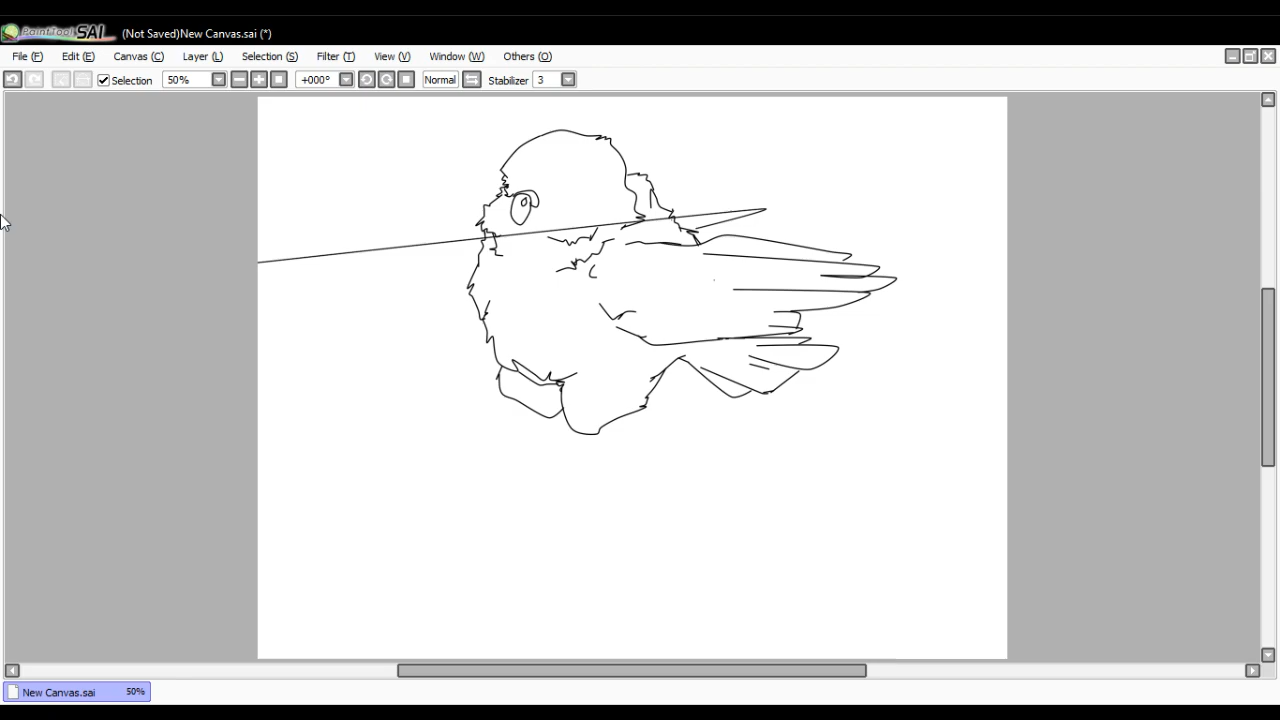 PaintTool SAI (Not Saved)New Canvas.sai (*)
File (F) Edit (E) Canvas (C) Layer (L) Selection (S) Filter (T) View (V) Window (W) Others (O)
Selection 50% +000° Normal Stabilizer 3
New Canvas.sai 50%